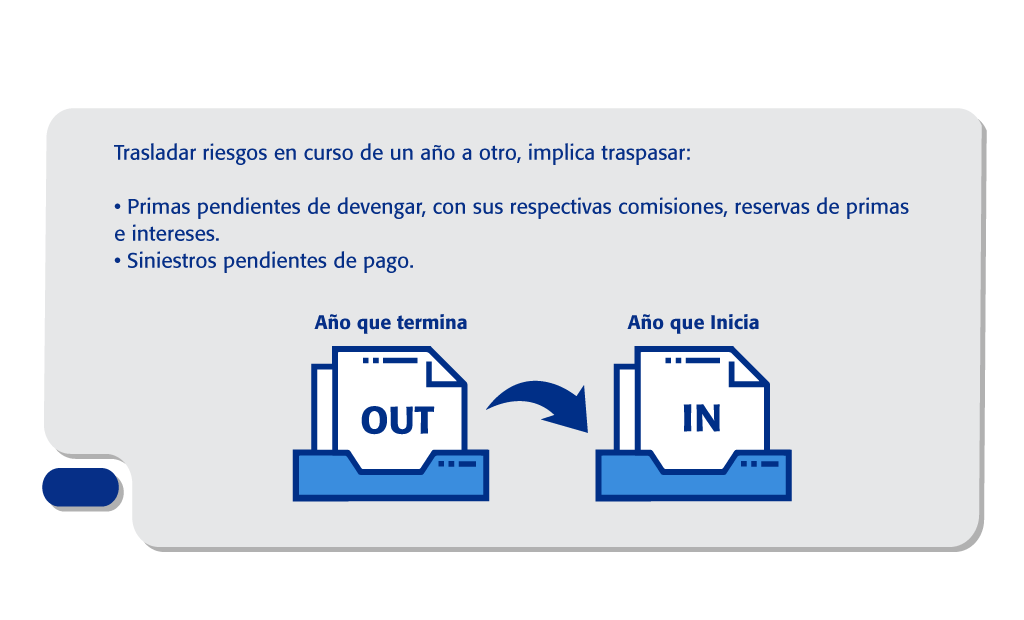 Trasladar riesgos en curso de un año a otro, implica traspasar:
• Primas pendientes de devengar, con sus respectivas comisiones, reservas de primas
e intereses.
• Siniestros pendientes de pago.
Año que termina
Año que Inicia
OUT
IN